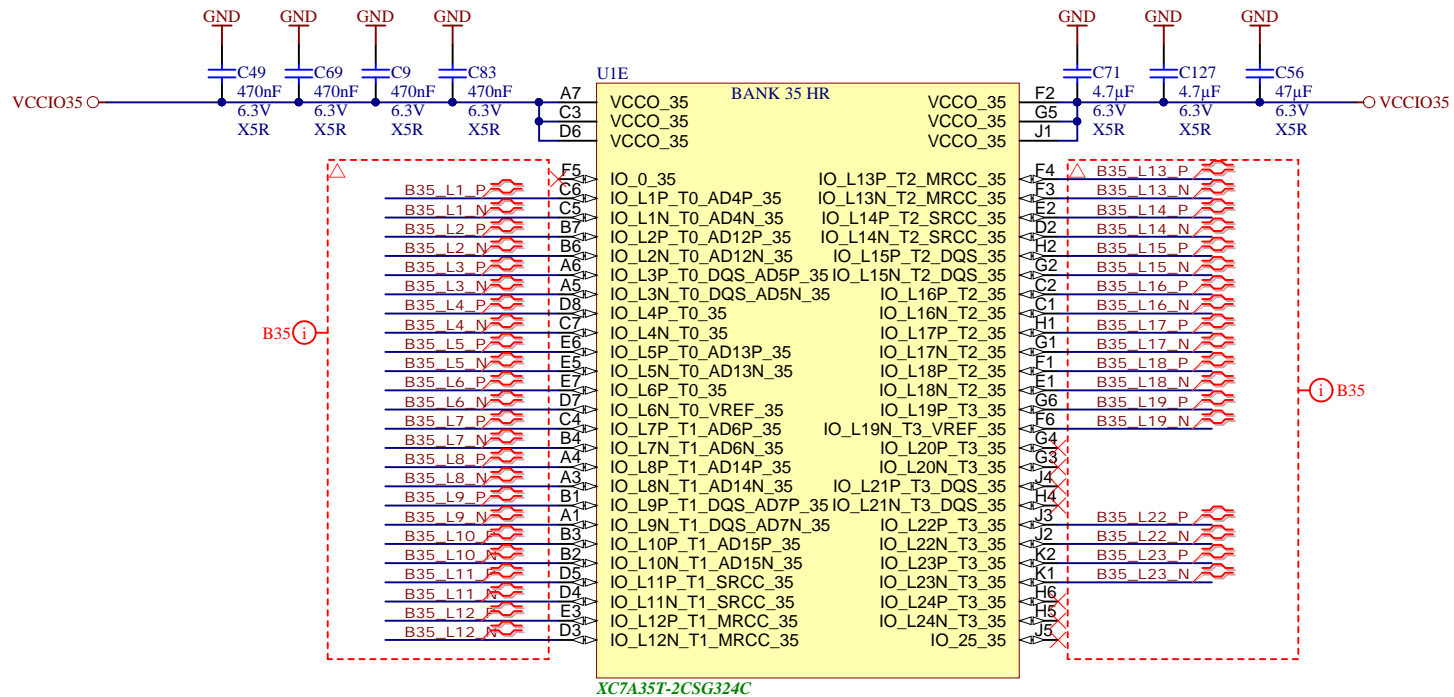 GND GND GND GND GND GND GND
C49 C69 C9 C83 U1E C71 C127 C56
470nF 470nF 470nF 470nF BANK 35 HR 4.7µF 4.7µF 47µF
VCCIO35 A7 VCCO_35 VCCO_35 F2 VCCIO35
6.3V 6.3V 6.3V 6.3V C3 VCCO_35 VCCO_35 G5 6.3V 6.3V 6.3V
X5R X5R X5R X5R D6 VCCO_35 VCCO_35 J1 X5R X5R X5R
F5 IO_0_35 IO_L13P_T2_MRCC_35 F4 B35_L13_P
B35_L1_P C6 IO_L1P_T0_AD4P_35 IO_L13N_T2_MRCC_35 F3 B35_L13_N
B35_L1_N C5 IO_L1N_T0_AD4N_35 IO_L14P_T2_SRCC_35 E2 B35_L14_P
B35_L2_P B7 IO_L2P_T0_AD12P_35 IO_L14N_T2_SRCC_35 D2 B35_L14_N
B35_L2_N B6 IO_L2N_T0_AD12N_35 IO_L15P_T2_DQS_35 H2 B35_L15_P
B35_L3_P A6 IO_L3P_T0_DQS_AD5P_35 IO_L15N_T2_DQS_35 G2 B35_L15_N
B35_L3_N A5 IO_L3N_T0_DQS_AD5N_35 IO_L16P_T2_35 C2 B35_L16_P
B35_L4_P D8 IO_L4P_T0_35 IO_L16N_T2_35 C1 B35_L16_N
B35 i B35_L4_N C7 IO_L4N_T0_35 IO_L17P_T2_35 H1 B35_L17_P
B35_L5_P E6 IO_L5P_T0_AD13P_35 IO_L17N_T2_35 G1 B35_L17_N
B35_L5_N E5 IO_L5N_T0_AD13N_35 IO_L18P_T2_35 F1 B35_L18_P
B35_L6_P E7 IO_L6P_T0_35 IO_L18N_T2_35 E1 B35_L18_N i B35
B35_L6_N D7 IO_L6N_T0_VREF_35 IO_L19P_T3_35 G6 B35_L19_P
B35_L7_P C4 IO_L7P_T1_AD6P_35 IO_L19N_T3_VREF_35 F6 B35_L19_N
B35_L7_N B4 IO_L7N_T1_AD6N_35 IO_L20P_T3_35 G4
B35_L8_P A4 IO_L8P_T1_AD14P_35 IO_L20N_T3_35 G3
B35_L8_N A3 IO_L8N_T1_AD14N_35 IO_L21P_T3_DQS_35 J4
B35_L9_P B1 IO_L9P_T1_DQS_AD7P_35 IO_L21N_T3_DQS_35 H4
B35_L9_N A1 IO_L9N_T1_DQS_AD7N_35 IO_L22P_T3_35 J3 B35_L22_P
B35_L10_P B3 IO_L10P_T1_AD15P_35 IO_L22N_T3_35 J2 B35_L22_N
B35_L10_N B2 IO_L10N_T1_AD15N_35 IO_L23P_T3_35 K2 B35_L23_P
B35_L11_P D5 IO_L11P_T1_SRCC_35 IO_L23N_T3_35 K1 B35_L23_N
B35_L11_N D4 IO_L11N_T1_SRCC_35 IO_L24P_T3_35 H6
B35_L12_P E3 IO_L12P_T1_MRCC_35 IO_L24N_T3_35 H5
B35_L12_N D3 IO_L12N_T1_MRCC_35 IO_25_35 J5
XC7A35T-2CSG324C